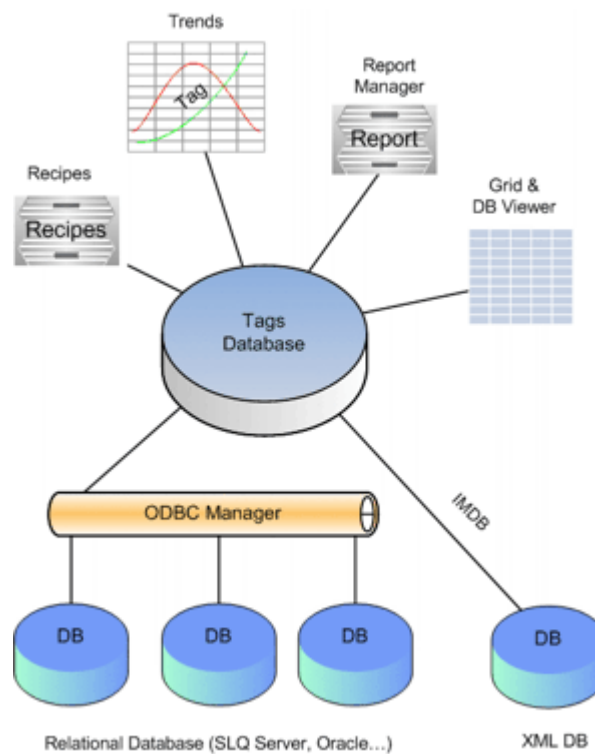 Trends
Tag
Report
Manager
Report
Recipes
Recipes
Grid &
DB Viewer
Tags
Database
ODBC Manager
IMDB
DB
DB
DB
DB
Relational Database (SLQ Server, Oracle...)
XML DB